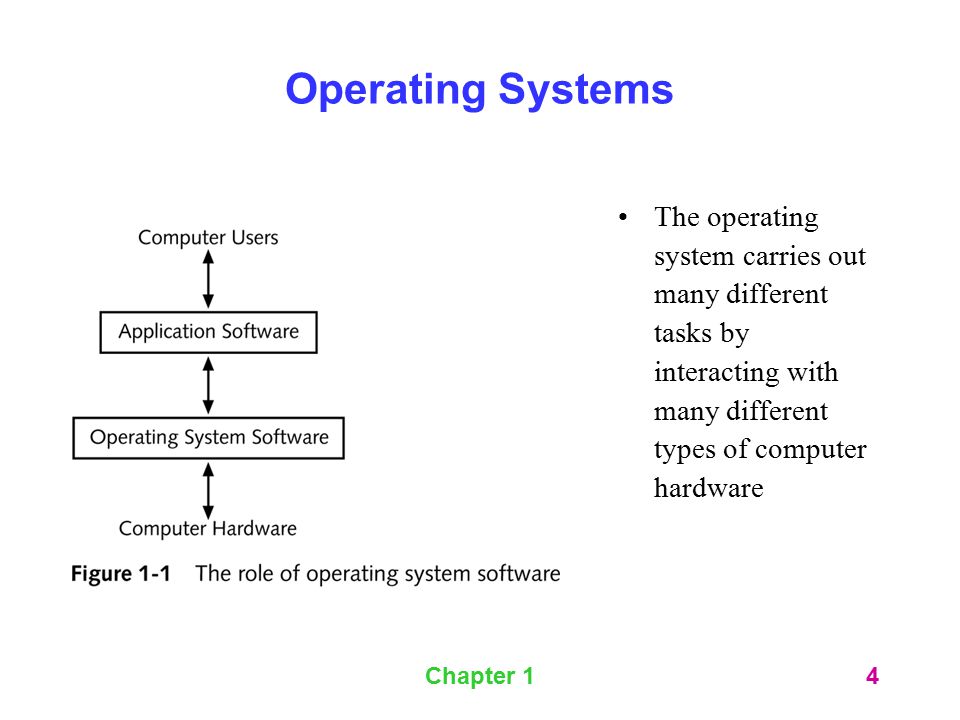 Operating Systems
Computer Users
Application Software
Operating System Software
Computer Hardware
Figure 1-1 The role of operating system software
• The operating
system carries out
many different
tasks by
interacting with
many different
types of computer
hardware
Chapter 1
4